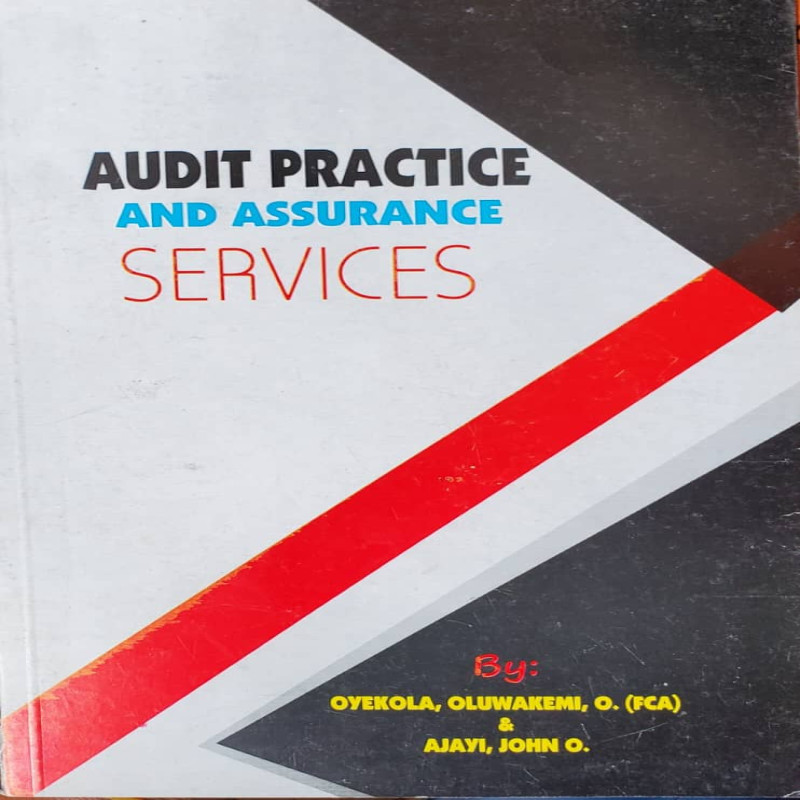 AUDIT PRACTICE
AND ASSURANCE
SERVICES
By:
OYEKOLA, OLUWAKEMI, O. (FCA)
&
AJAYI, JOHN O.